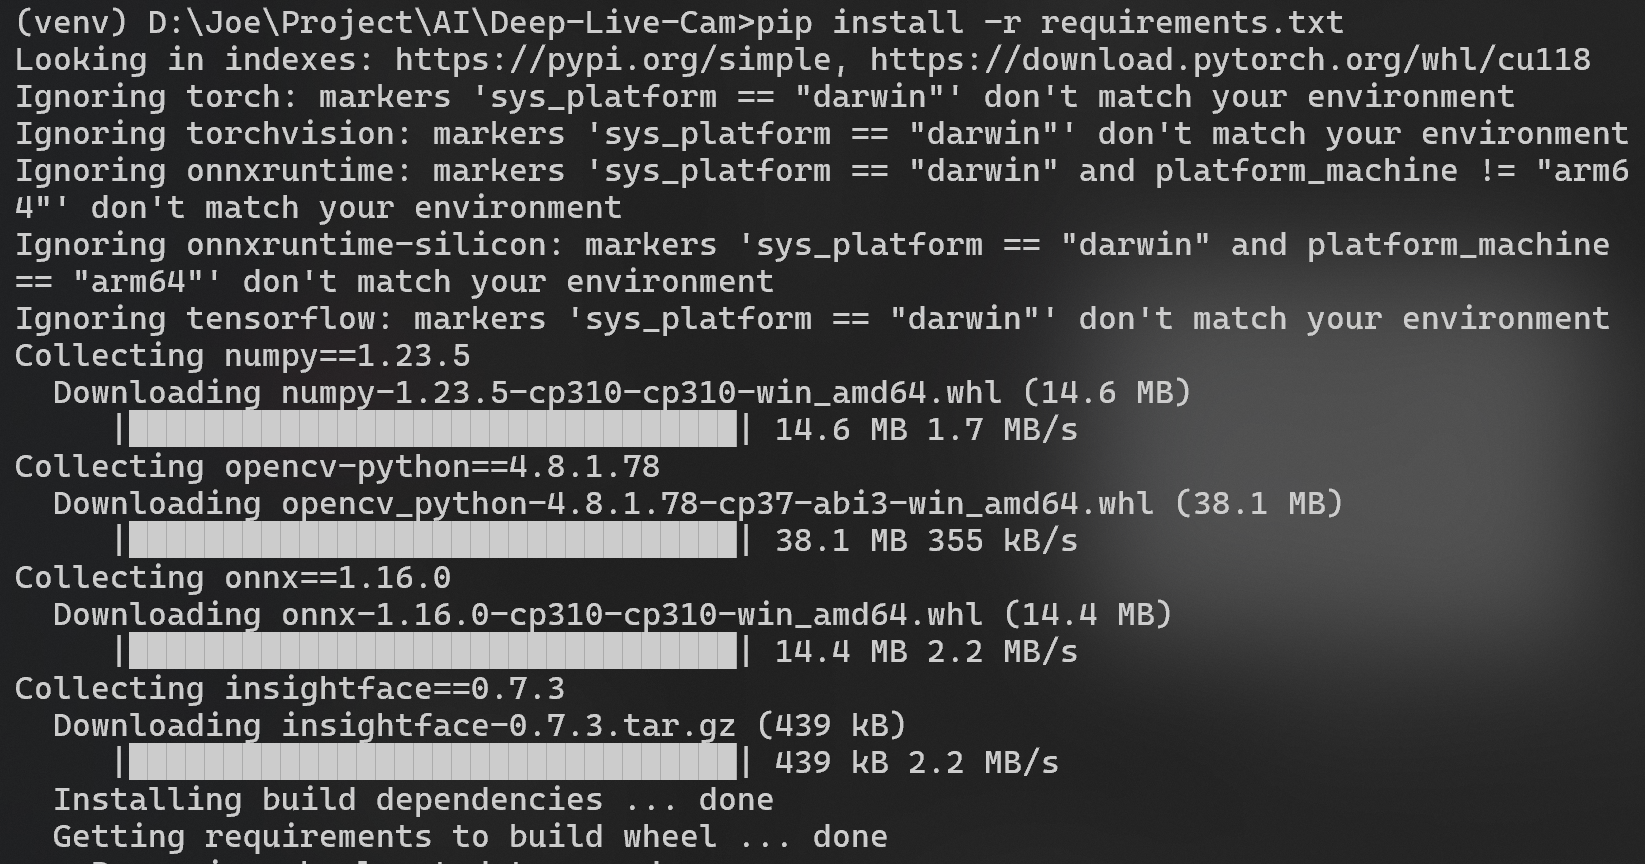 (venv) D:\Joe\Project\AI\Deep-Live-Cam>pip install -r requirements.txt
Looking in indexes: https://pypi.org/simple, https://download.pytorch.org/whl/cu118
Ignoring torch: markers 'sys_platform == "darwin"' don't match your environment
Ignoring torchvision: markers 'sys_platform == "darwin"' don't match your environment
Ignoring onnxruntime: markers 'sys_platform == "darwin" and platform_machine != "arm6
4"' don't match your environment
Ignoring onnxruntime-silicon: markers 'sys_platform == "darwin" and platform_machine
== "arm64"' don't match your environment
Ignoring tensorflow: markers 'sys_platform == "darwin"' don't match your environment
Collecting numpy==1.23.5
Downloading numpy-1.23.5-cp310-cp310-win_amd64.whl (14.6 MB)
|████████████████████████████████| 14.6 MB 1.7 MB/s
Collecting opencv-python==4.8.1.78
Downloading opencv_python-4.8.1.78-cp37-abi3-win_amd64.whl (38.1 MB)
|████████████████████████████████| 38.1 MB 355 kB/s
Collecting onnx==1.16.0
Downloading onnx-1.16.0-cp310-cp310-win_amd64.whl (14.4 MB)
|████████████████████████████████| 14.4 MB 2.2 MB/s
Collecting insightface==0.7.3
Downloading insightface-0.7.3.tar.gz (439 kB)
|████████████████████████████████| 439 kB 2.2 MB/s
Installing build dependencies ... done
Getting requirements to build wheel ... done